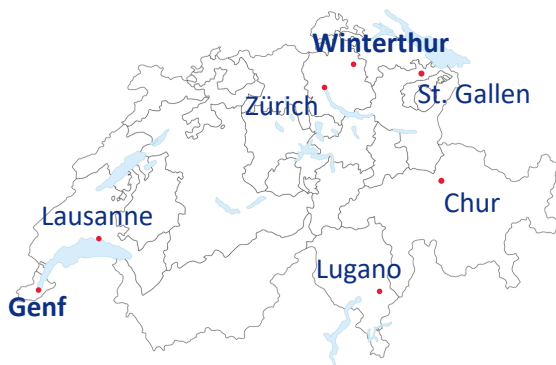 Winterthur
St. Gallen
Zürich
Chur
Lausanne
Lugano
Genf